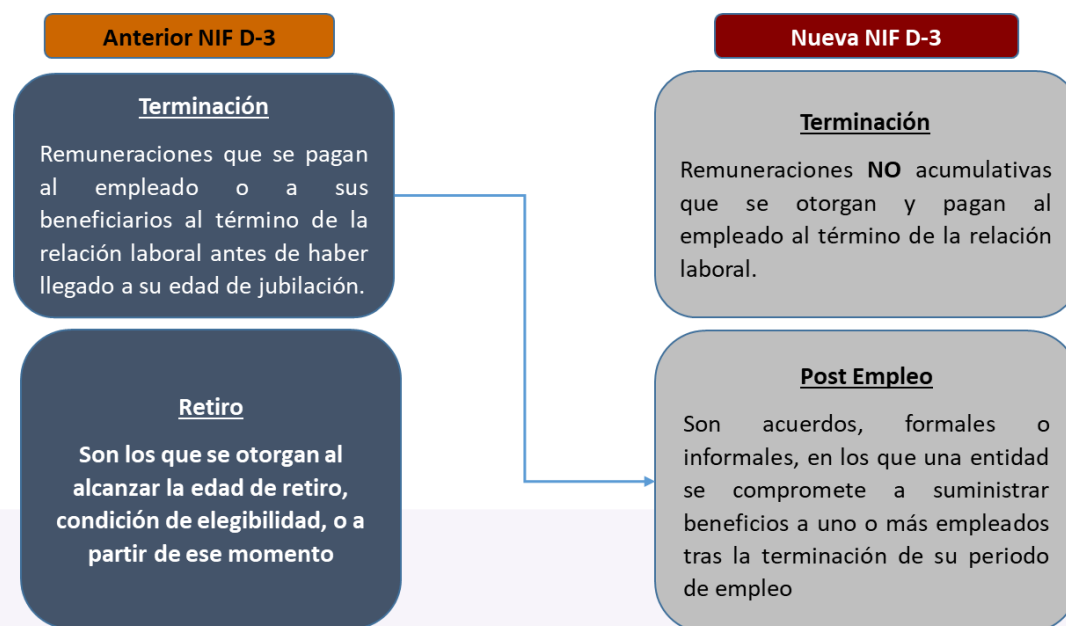 Anterior NIF D-3
Terminación
Remuneraciones que se pagan
al empleado o a sus
beneficiarios al término de la
relación laboral antes de haber
llegado a su edad de jubilación.
Retiro
Son los que se otorgan al
alcanzar la edad de retiro,
condición de elegibilidad, o a
partir de ese momento
Nueva NIF D-3
Terminación
Remuneraciones NO acumulativas
que se otorgan y pagan al
empleado al término de la relación
laboral.
Post Empleo
Son acuerdos, formales o
informales, en los que una entidad
se compromete a suministrar
beneficios a uno o más empleados
tras la terminación de su periodo
de empleo